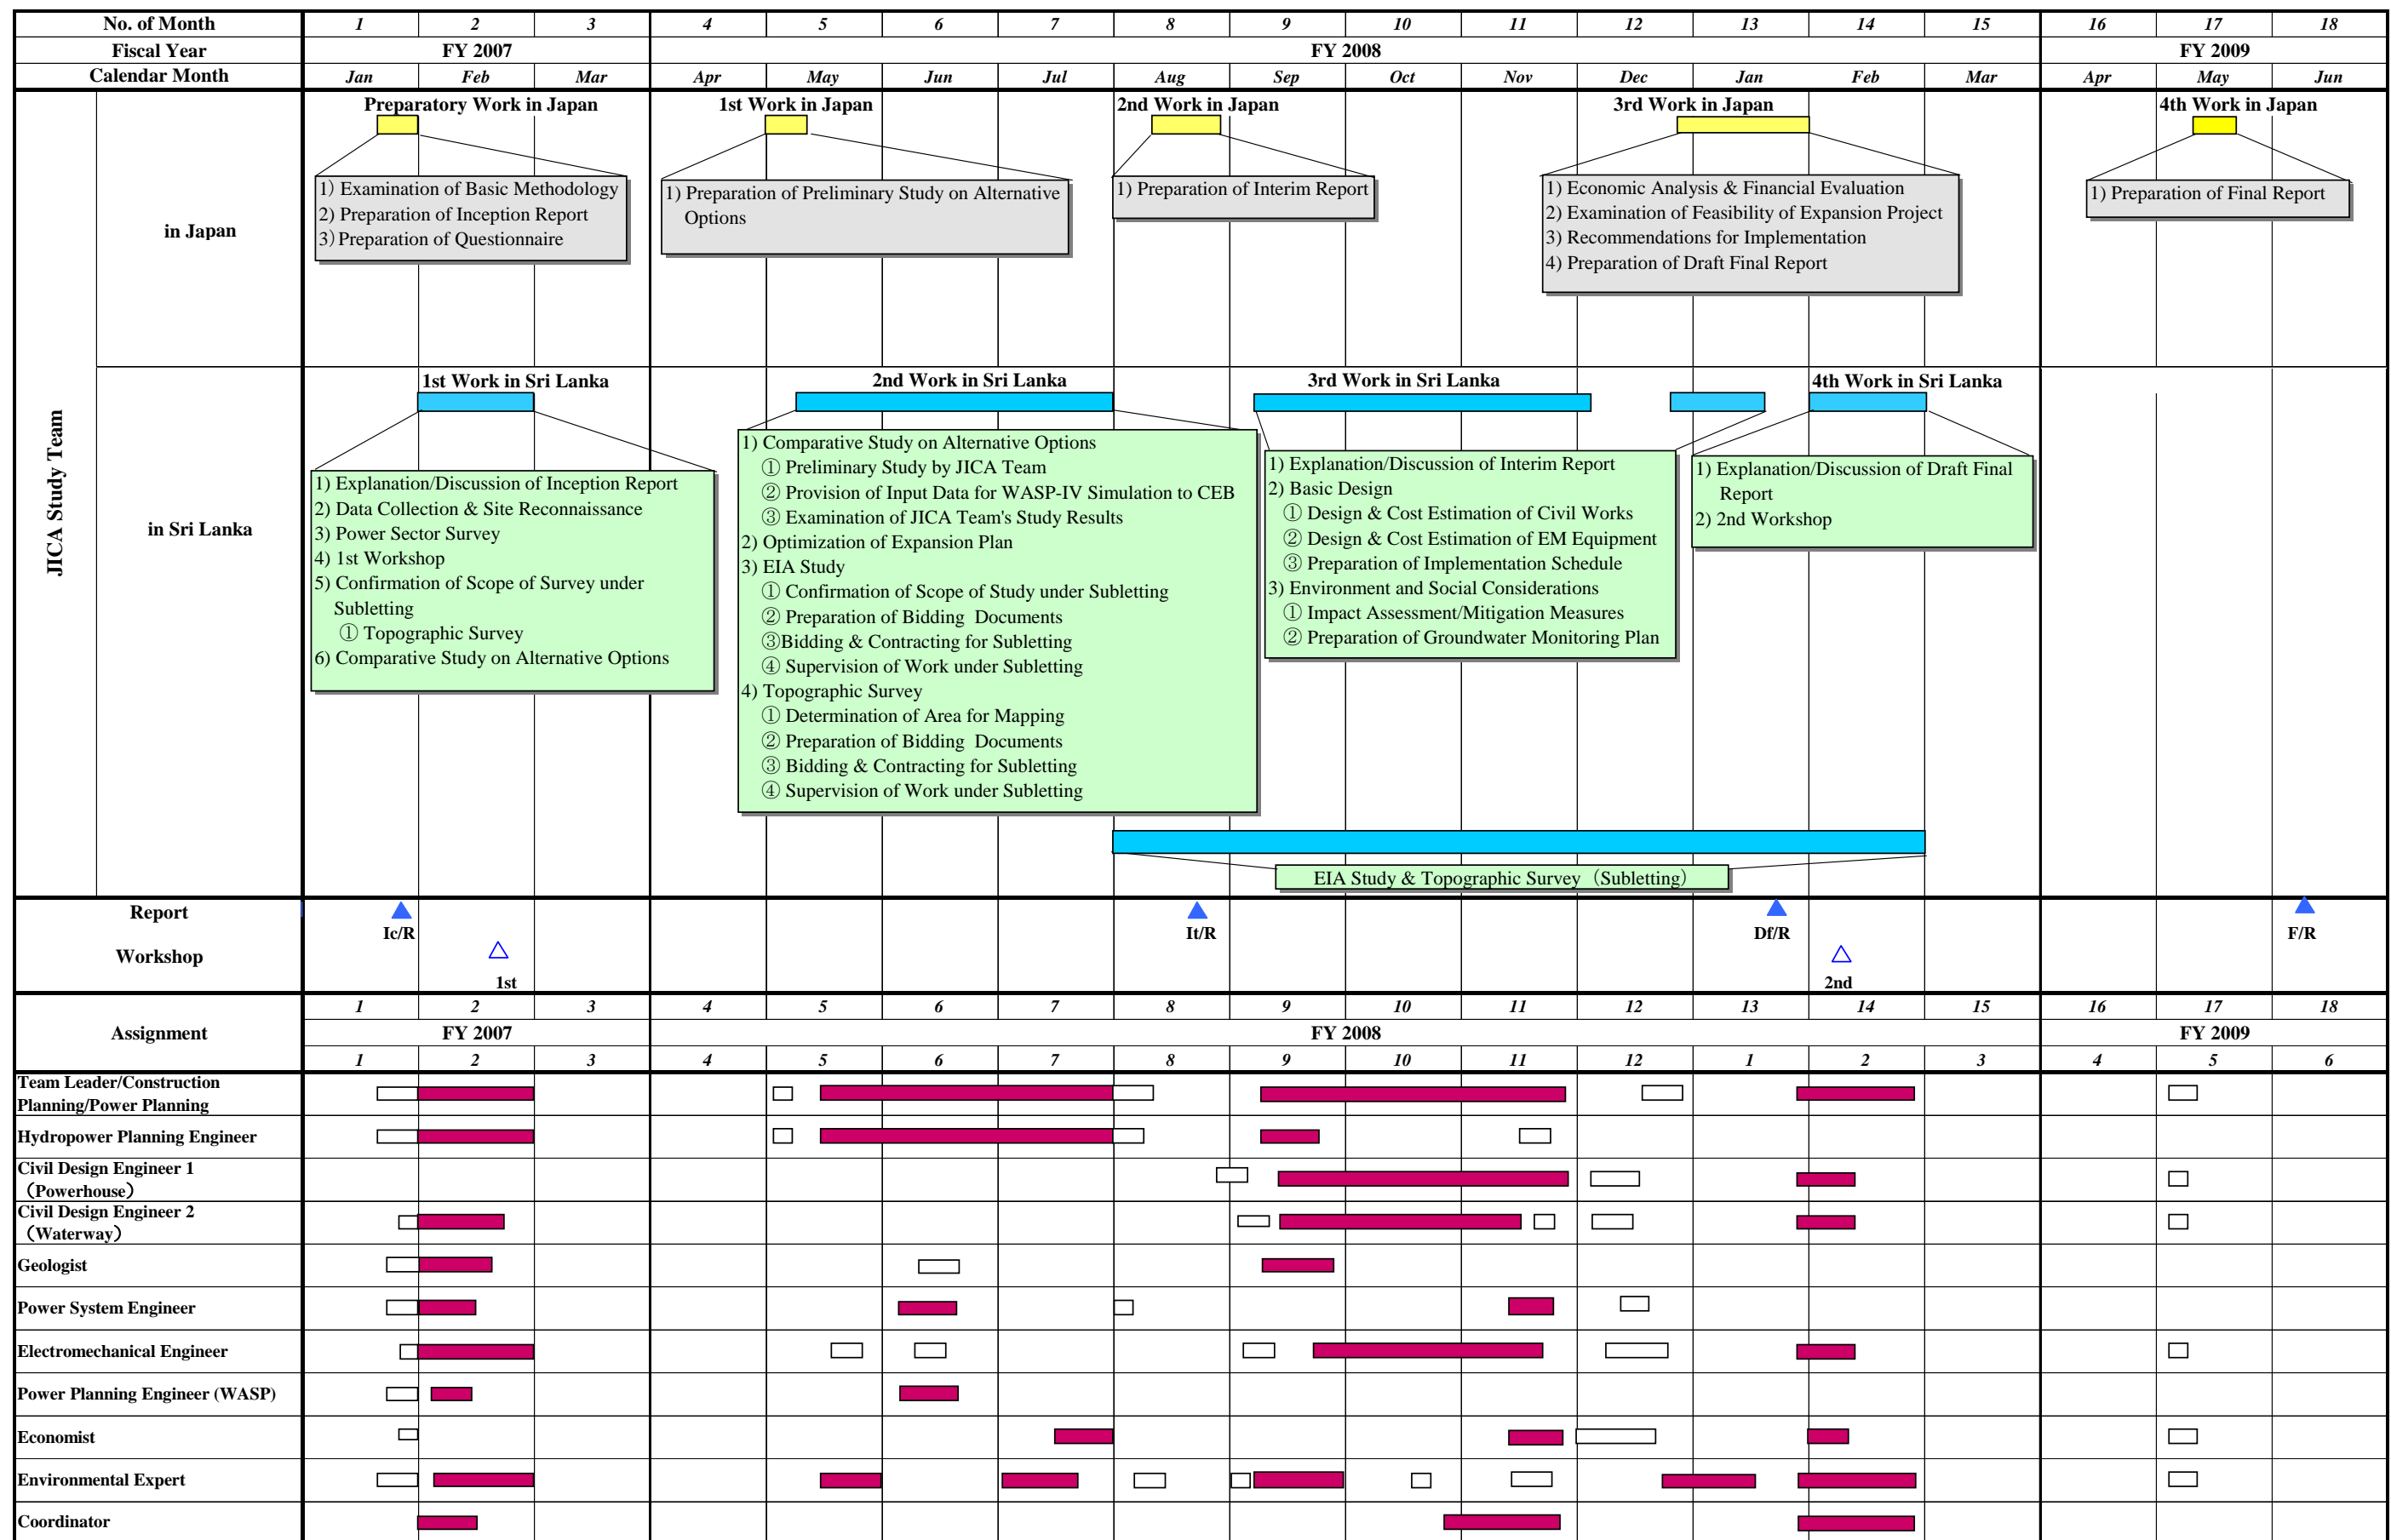 No. of Month 1 2 3 4 5 6 7 8 9 10 11 12 13 14 15 16 17 18
Fiscal Year FY 2007 FY 2008 FY 2009
Calendar Month Jan Feb Mar Apr May Jun Jul Aug Sep Oct Nov Dec Jan Feb Mar Apr May Jun
JICA Study Team
in Japan
Preparatory Work in Japan
1) Examination of Basic Methodology
2) Preparation of Inception Report
3) Preparation of Questionnaire
1st Work in Japan
1) Preparation of Preliminary Study on Alternative
Options
2nd Work in Japan
1) Preparation of Interim Report
3rd Work in Japan
1) Economic Analysis & Financial Evaluation
2) Examination of Feasibility of Expansion Project
3) Recommendations for Implementation
4) Preparation of Draft Final Report
4th Work in Japan
1) Preparation of Final Report
in Sri Lanka
1st Work in Sri Lanka
1) Explanation/Discussion of Inception Report
2) Data Collection & Site Reconnaissance
3) Power Sector Survey
4) 1st Workshop
5) Confirmation of Scope of Survey under
Subletting
① Topographic Survey
6) Comparative Study on Alternative Options
2nd Work in Sri Lanka
1) Comparative Study on Alternative Options
① Preliminary Study by JICA Team
② Provision of Input Data for WASP-IV Simulation to CEB
③ Examination of JICA Team's Study Results
2) Optimization of Expansion Plan
3) EIA Study
① Confirmation of Scope of Study under Subletting
② Preparation of Bidding Documents
③Bidding & Contracting for Subletting
④ Supervision of Work under Subletting
4) Topographic Survey
① Determination of Area for Mapping
② Preparation of Bidding Documents
③ Bidding & Contracting for Subletting
④ Supervision of Work under Subletting
3rd Work in Sri Lanka
1) Explanation/Discussion of Interim Report
2) Basic Design
① Design & Cost Estimation of Civil Works
② Design & Cost Estimation of EM Equipment
③ Preparation of Implementation Schedule
3) Environment and Social Considerations
① Impact Assessment/Mitigation Measures
② Preparation of Groundwater Monitoring Plan
4th Work in Sri Lanka
1) Explanation/Discussion of Draft Final
Report
2) 2nd Workshop
EIA Study & Topographic Survey（Subletting）
Report
Ic/R It/R Df/R F/R
Workshop
1st 2nd
Assignment
1 2 3 4 5 6 7 8 9 10 11 12 13 14 15 16 17 18
FY 2007 FY 2008 FY 2009
1 2 3 4 5 6 7 8 9 10 11 12 1 2 3 4 5 6
Team Leader/Construction
Planning/Power Planning
Hydropower Planning Engineer
Civil Design Engineer 1
（Powerhouse）
Civil Design Engineer 2
（Waterway）
Geologist
Power System Engineer
Electromechanical Engineer
Power Planning Engineer (WASP)
Economist
Environmental Expert
Coordinator